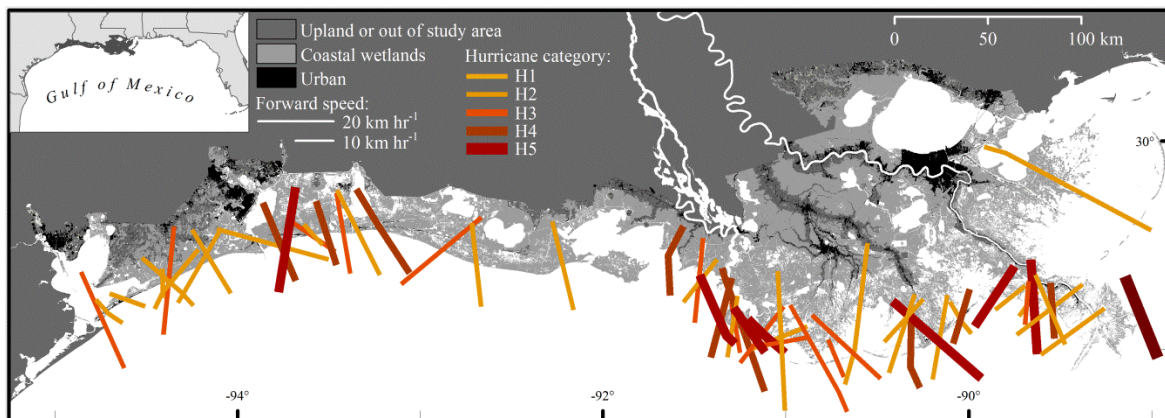 Gulf of Mexico
Upland or out of study area
Coastal wetlands
Urban
Forward speed:
20 km hr⁻¹
10 km hr⁻¹
Hurricane category:
H1
H2
H3
H4
H5
0 50 100 km
30°
-94°
-92°
-90°